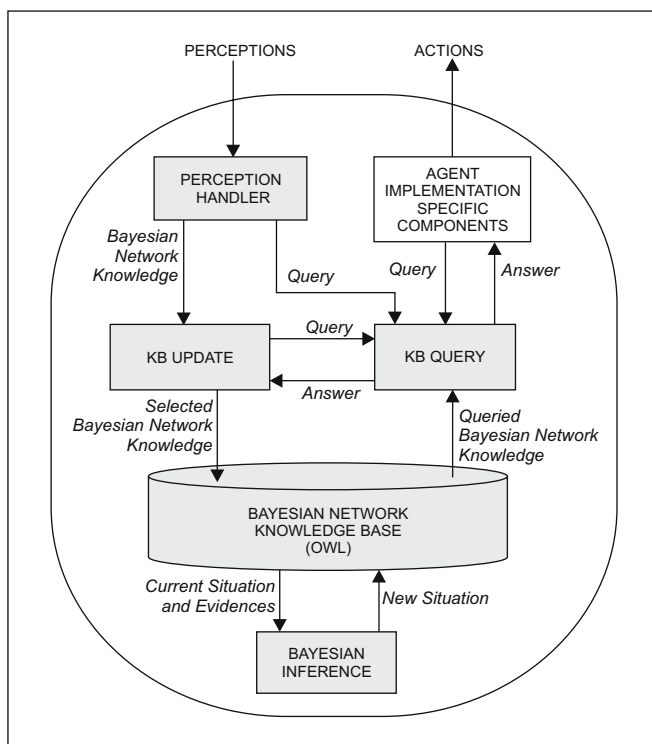 PERCEPTIONS
ACTIONS
PERCEPTION
HANDLER
AGENT
IMPLEMENTATION
SPECIFIC
COMPONENTS
Bayesian
Network
Knowledge
Query
Query
Answer
KB UPDATE
Query
KB QUERY
Answer
Selected
Bayesian Network
Knowledge
Queried
Bayesian Network
Knowledge
BAYESIAN NETWORK
KNOWLEDGE BASE
(OWL)
Current Situation
and Evidences
New Situation
BAYESIAN
INFERENCE